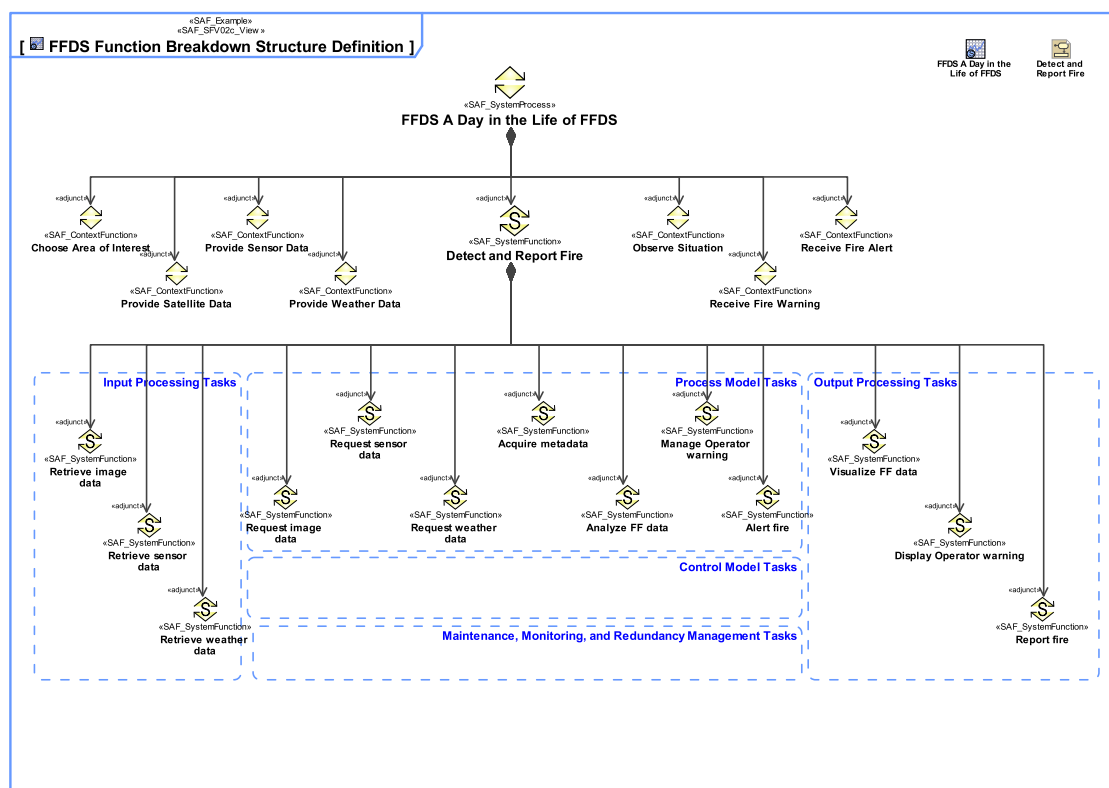 «SAF_Example»
«SAF_SFV02c_View »
[ FFDS Function Breakdown Structure Definition ]
FFDS A Day in the
Life of FFDS
Detect and
Report Fire
«SAF_SystemProcess»
FFDS A Day in the Life of FFDS
«adjunct»
«SAF_ContextFunction»
Choose Area of Interest
«adjunct»
«SAF_ContextFunction»
Provide Satellite Data
«adjunct»
«SAF_ContextFunction»
Provide Sensor Data
«adjunct»
«SAF_ContextFunction»
Provide Weather Data
«adjunct»
S
«SAF_SystemFunction»
Detect and Report Fire
«adjunct»
«SAF_ContextFunction»
Observe Situation
«adjunct»
«SAF_ContextFunction»
Receive Fire Warning
«adjunct»
«SAF_ContextFunction»
Receive Fire Alert
Input Processing Tasks
«adjunct»
S
«SAF_SystemFunction»
Retrieve image
data
«adjunct»
S
«SAF_SystemFunction»
Retrieve sensor
data
«adjunct»
S
«SAF_SystemFunction»
Retrieve weather
data
Process Model Tasks
«adjunct»
S
«SAF_SystemFunction»
Request image
data
«adjunct»
S
«SAF_SystemFunction»
Request sensor
data
«adjunct»
S
«SAF_SystemFunction»
Request weather
data
«adjunct»
S
«SAF_SystemFunction»
Acquire metadata
«adjunct»
S
«SAF_SystemFunction»
Analyze FF data
«adjunct»
S
«SAF_SystemFunction»
Manage Operator
warning
«adjunct»
S
«SAF_SystemFunction»
Alert fire
Control Model Tasks
Maintenance, Monitoring, and Redundancy Management Tasks
Output Processing Tasks
«adjunct»
S
«SAF_SystemFunction»
Visualize FF data
«adjunct»
S
«SAF_SystemFunction»
Display Operator warning
«adjunct»
S
«SAF_SystemFunction»
Report fire